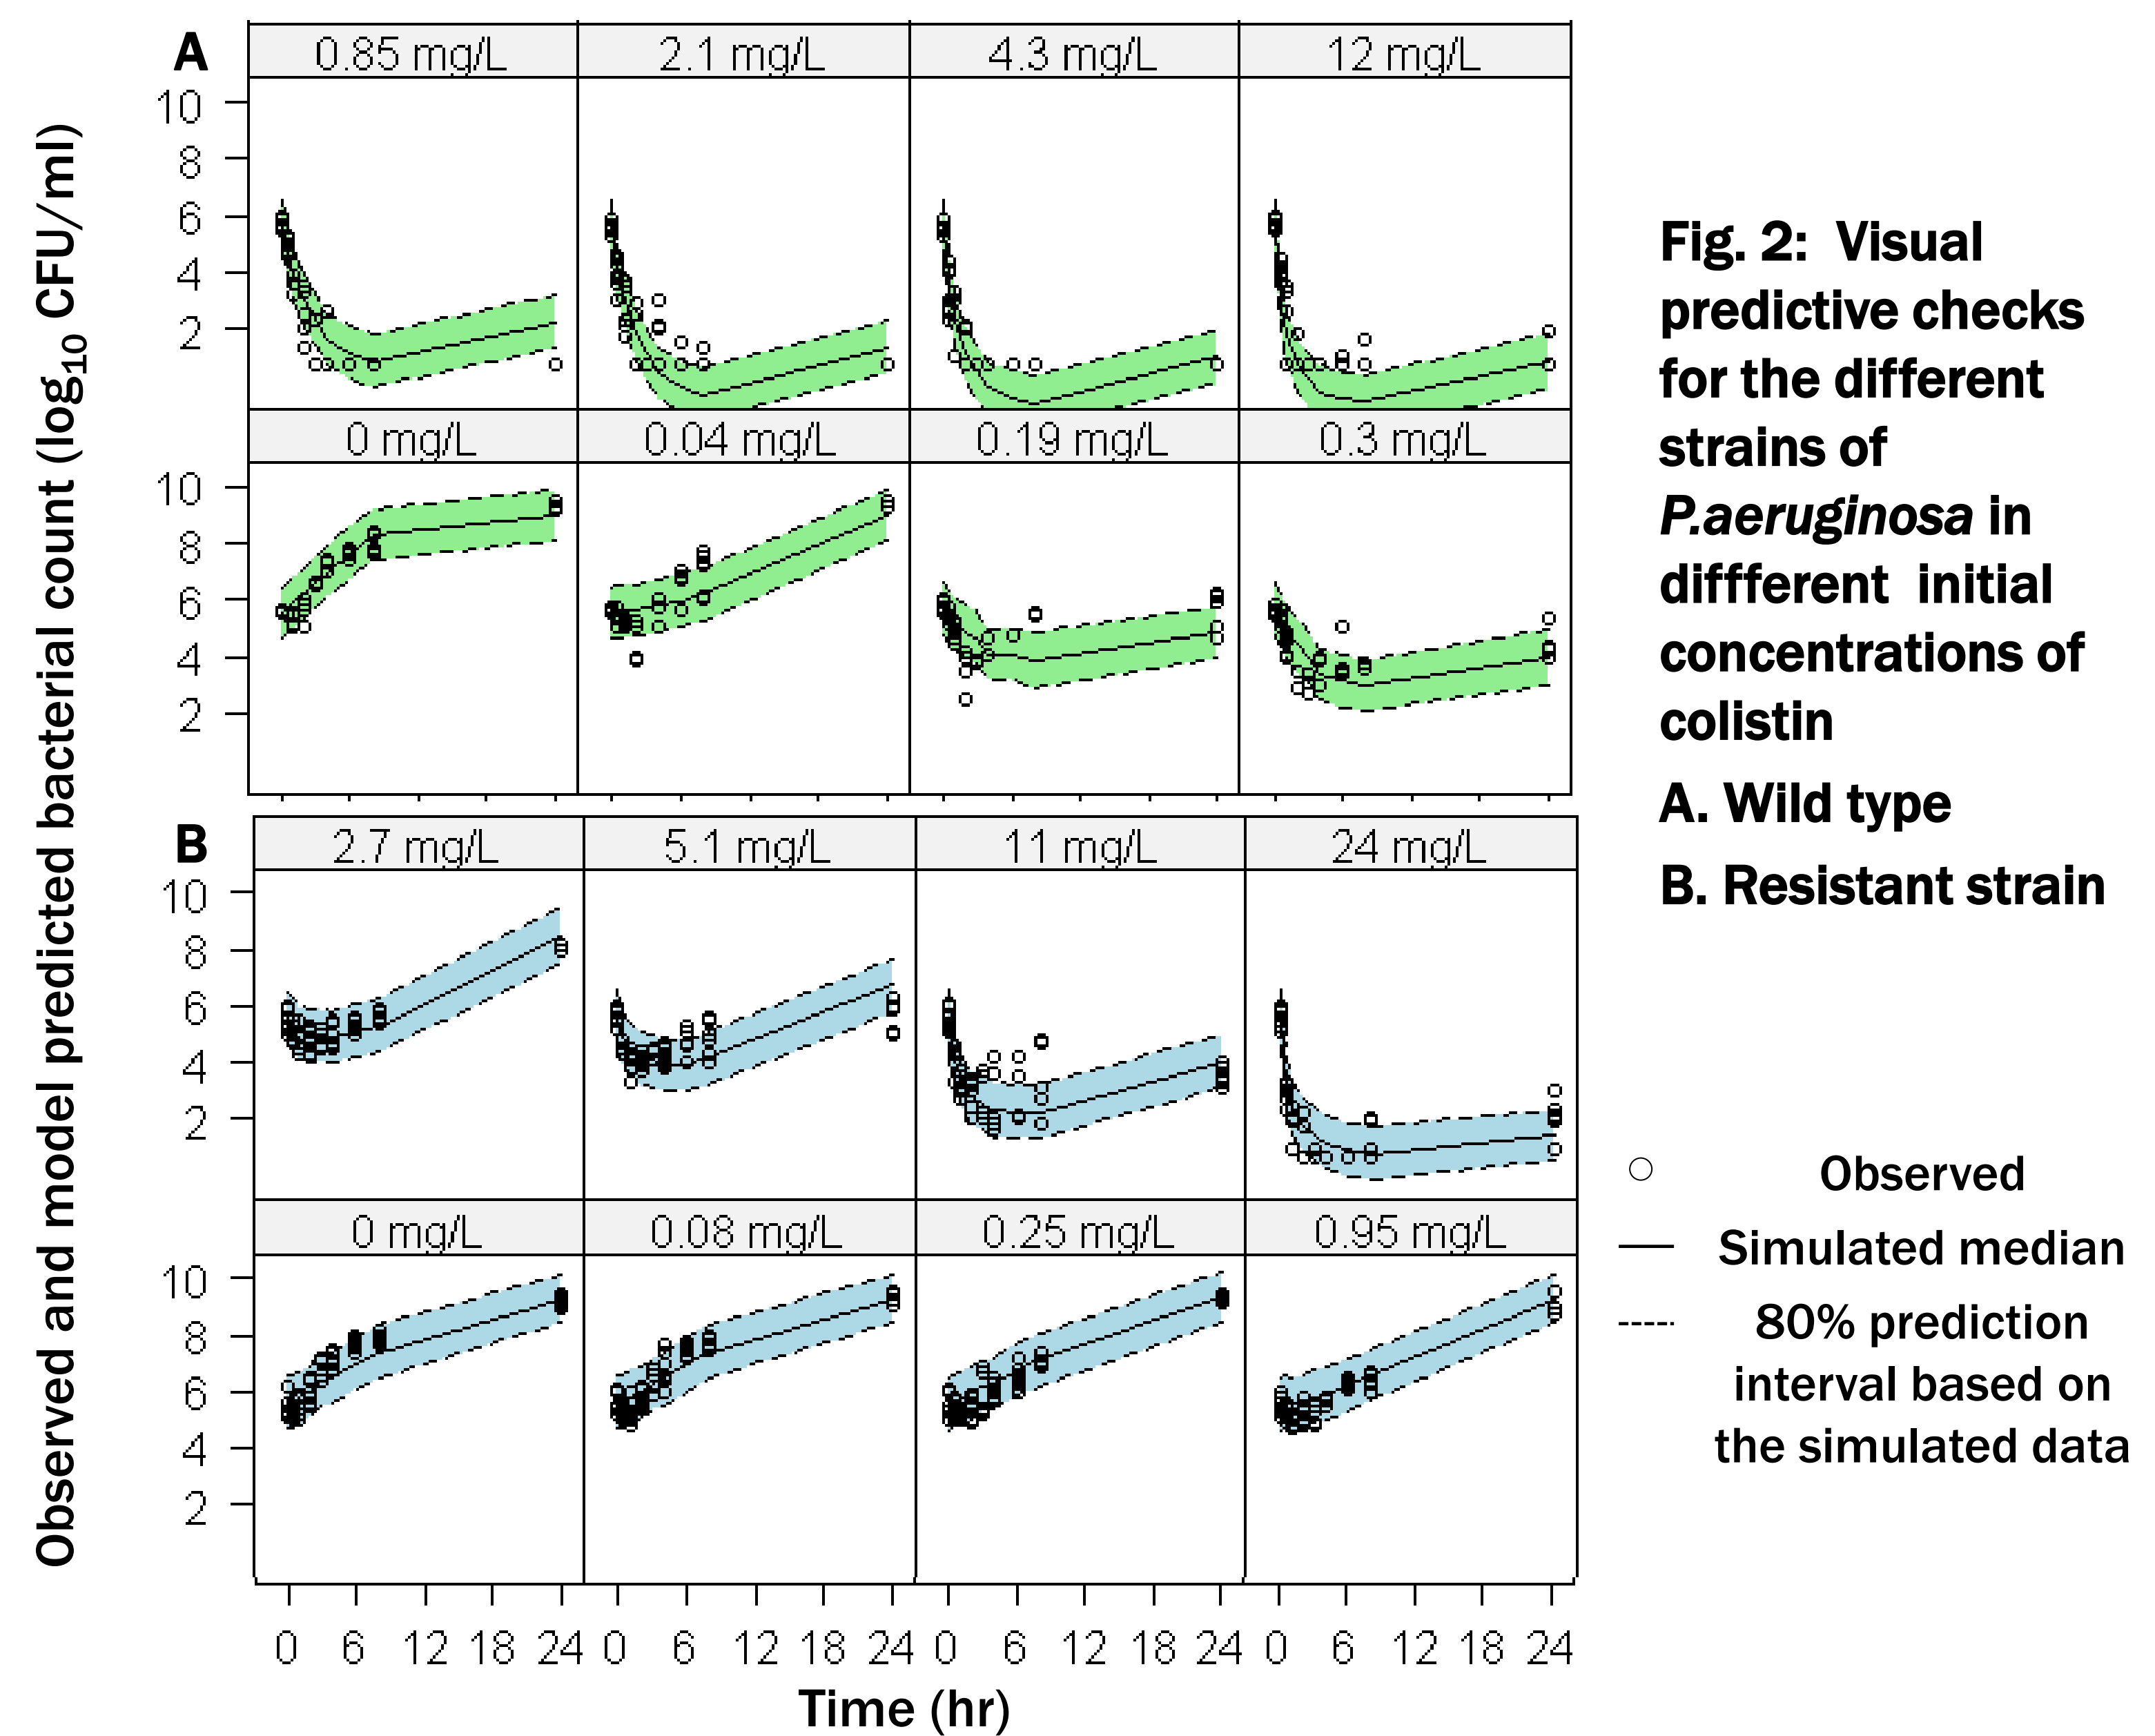 A
0.85 mg/L 2.1 mg/L 4.3 mg/L 12 mg/L
10
8
6
4
2
0 mg/L 0.04 mg/L 0.19 mg/L 0.3 mg/L
10
8
6
4
2
B
2.7 mg/L 5.1 mg/L 11 mg/L 24 mg/L
10
8
6
4
2
0 mg/L 0.08 mg/L 0.25 mg/L 0.95 mg/L
10
8
6
4
2
0 6 12 18 24 0 6 12 18 24 0 6 12 18 24 0 6 12 18 24
Time (hr)
Observed and model predicted bacterial count (log10 CFU/ml)
Fig. 2: Visual
predictive checks
for the different
strains of
P.aeruginosa in
diffferent initial
concentrations of
colistin
A. Wild type
B. Resistant strain
Observed
Simulated median
80% prediction
interval based on
the simulated data